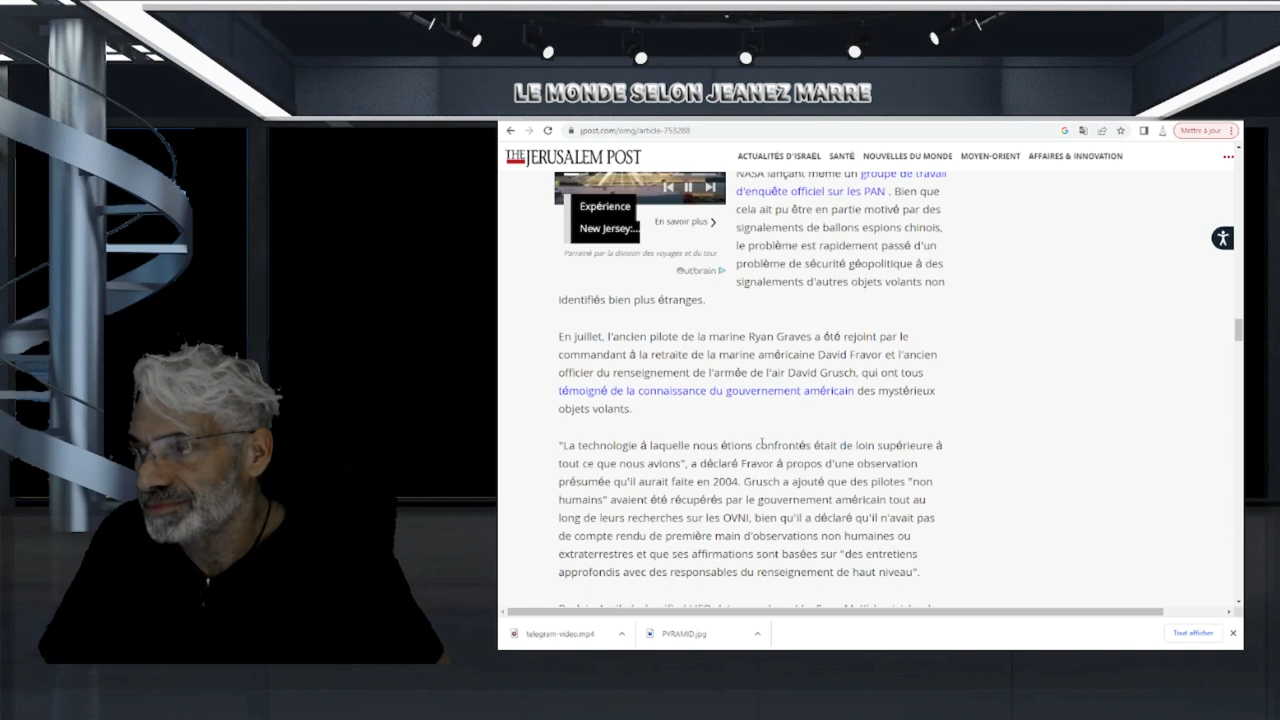 LE MONDE SELON JEANEZ MARRE
jpost.com/omg/article-753288
Mettre à jour
THE JERUSALEM POST
ACTUALITÉS D'ISRAËL SANTÉ NOUVELLES DU MONDE MOYEN-ORIENT AFFAIRES & INNOVATION
NASA lançant même un groupe de travail
d'enquête officiel sur les PAN . Bien que
cela ait pu être en partie motivé par des
signalements de ballons espions chinois,
le problème est rapidement passé d'un
problème de sécurité géopolitique à des
signalements d'autres objets volants non
identifiés bien plus étranges.
Expérience
New Jersey:...
En savoir plus
Parrainé par la division des voyages et du tour
Outbrain
En juillet, l'ancien pilote de la marine Ryan Graves a été rejoint par le
commandant à la retraite de la marine américaine David Fravor et l'ancien
officier du renseignement de l'armée de l'air David Grusch, qui ont tous
témoigné de la connaissance du gouvernement américain des mystérieux
objets volants.
"La technologie à laquelle nous étions confrontés était de loin supérieure à
tout ce que nous avions", a déclaré Fravor à propos d'une observation
présumée qu'il aurait faite en 2004. Grusch a ajouté que des pilotes "non
humains" avaient été récupérés par le gouvernement américain tout au
long de leurs recherches sur les OVNI, bien qu'il a déclaré qu'il n'avait pas
de compte rendu de première main d'observations non humaines ou
extraterrestres et que ses affirmations sont basées sur "des entretiens
approfondis avec des responsables du renseignement de haut niveau".
telegram-video.mp4
PYRAMID.jpg
Tout afficher